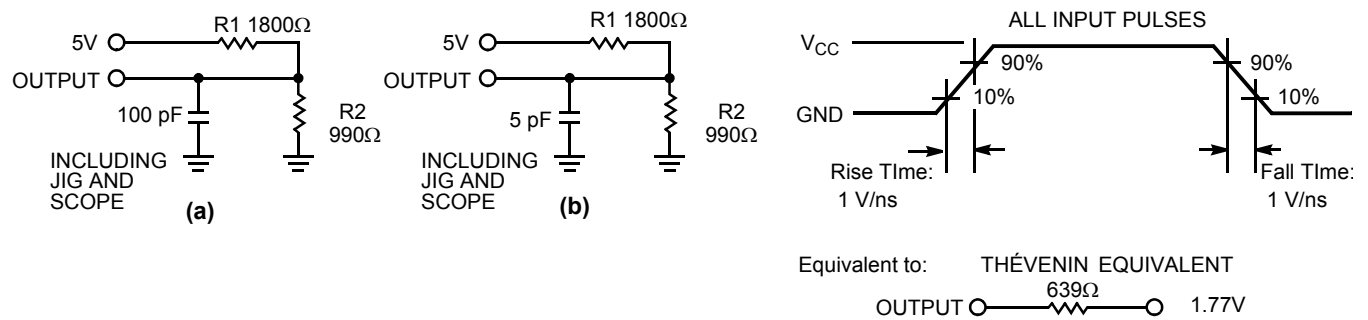 R1 1800Ω
5V
OUTPUT
100 pF
R2
990Ω
INCLUDING
JIG AND
SCOPE
(a)
R1 1800Ω
5V
OUTPUT
5 pF
R2
990Ω
INCLUDING
JIG AND
SCOPE
(b)
ALL INPUT PULSES
VCC
90%
10%
GND
90%
10%
Rise TIme:
1 V/ns
Fall TIme:
1 V/ns
Equivalent to: THÉVENIN EQUIVALENT
639Ω
OUTPUT 1.77V